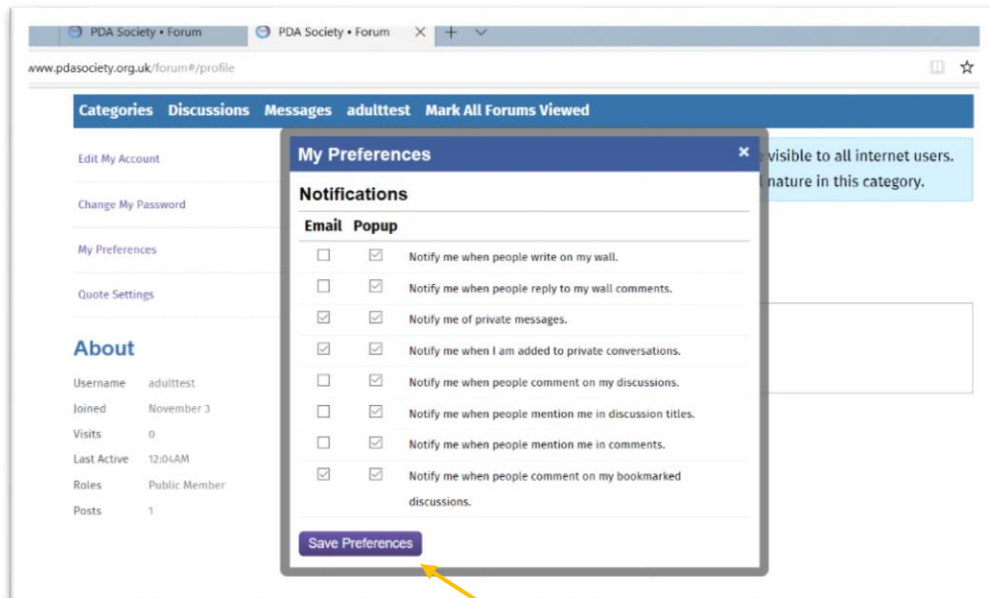 PDA Society • Forum
PDA Society • Forum
www.pdasociety.org.uk/forum#/profile
Categories Discussions Messages adulttest Mark All Forums Viewed
Edit My Account
Change My Password
My Preferences
Quote Settings
About
Username adulttest
Joined November 3
Visits 0
Last Active 12:04AM
Roles Public Member
Posts 1
visible to all internet users.
nature in this category.
My Preferences
Notifications
Email Popup
Notify me when people write on my wall.
Notify me when people reply to my wall comments.
Notify me of private messages.
Notify me when I am added to private conversations.
Notify me when people comment on my discussions.
Notify me when people mention me in discussion titles.
Notify me when people mention me in comments.
Notify me when people comment on my bookmarked
discussions.
Save Preferences